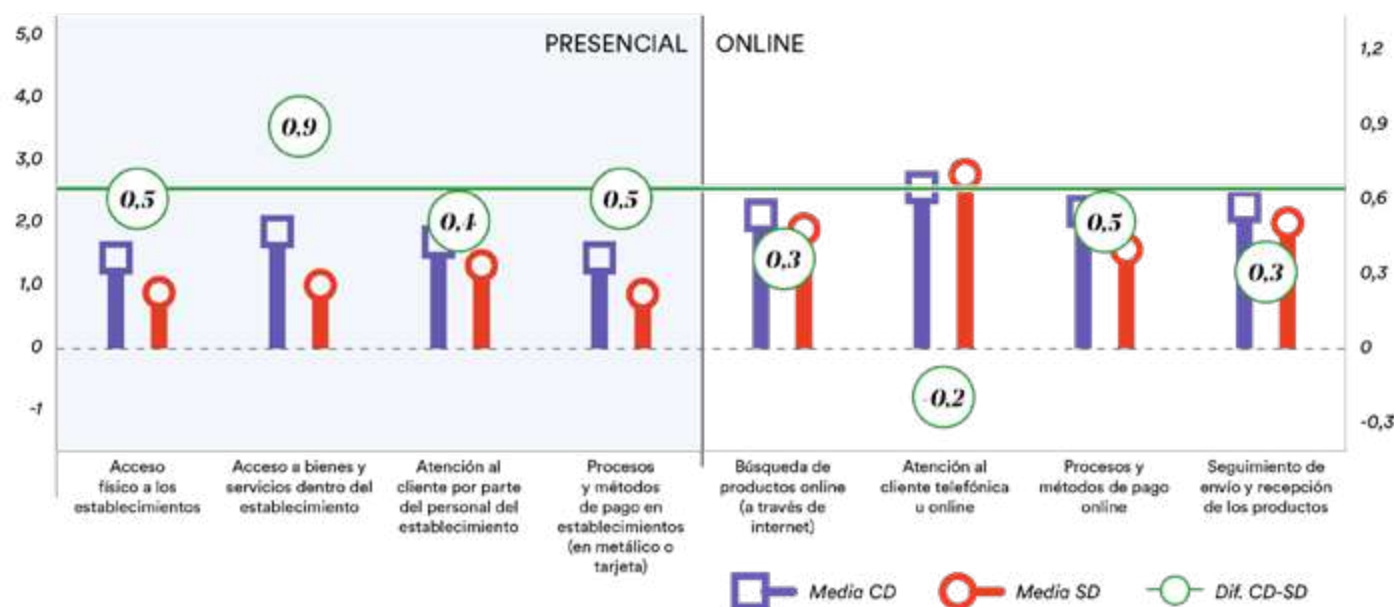 PRESENCIAL
ONLINE
5,0
4,0
3,0
2,0
1,0
0
-1
1,2
0,9
0,6
0,3
0
-0,3
0,5
0,9
0,4
0,5
0,3
-0,2
0,5
0,3
Acceso
físico a los
establecimientos
Acceso a bienes y
servicios dentro del
establecimiento
Atención al
cliente por parte
del personal del
establecimiento
Procesos
y métodos
de pago en
establecimientos
(en metálico o
tarjeta)
Búsqueda de
productos online
(a través de
internet)
Atención al
cliente telefónica
u online
Procesos y
métodos de pago
online
Seguimiento de
envío y recepción
de los productos
Media CD
Media SD
Dif. CD-SD